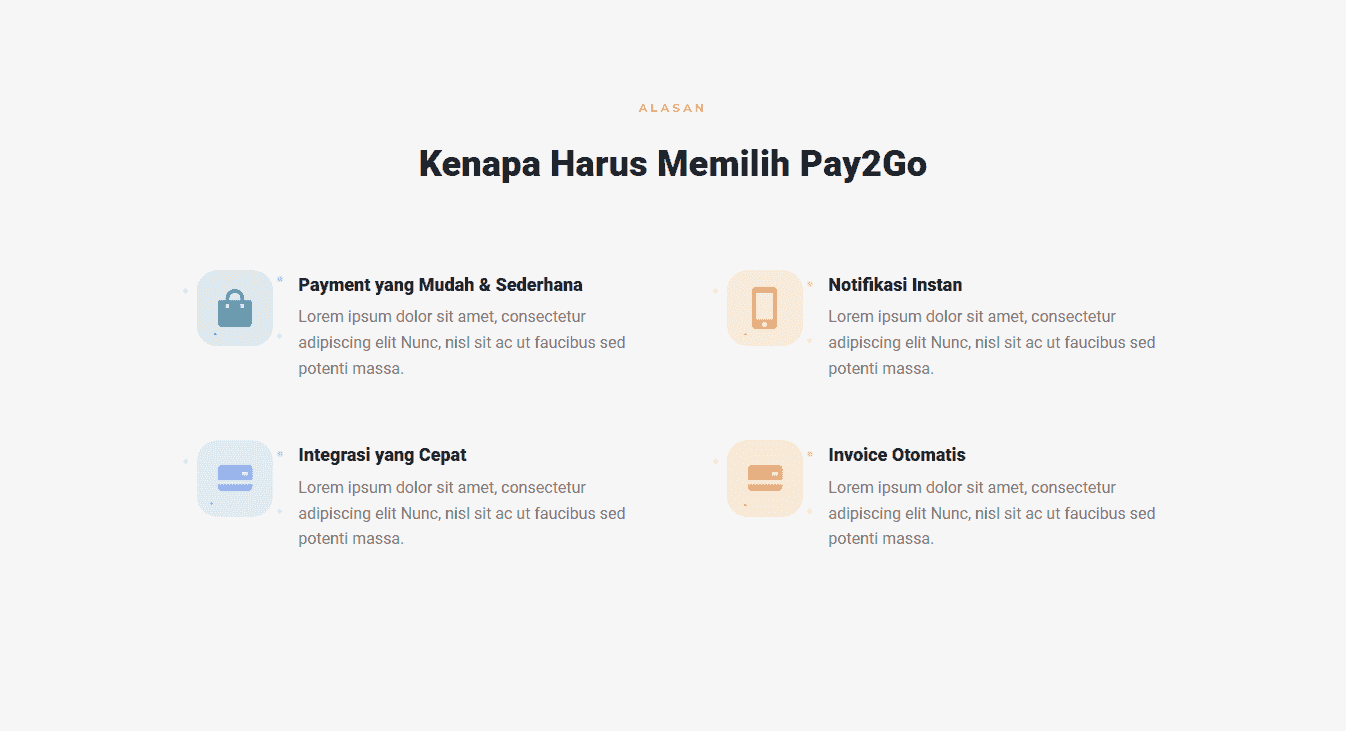 ALASAN
Kenapa Harus Memilih Pay2Go
Payment yang Mudah & Sederhana
Lorem ipsum dolor sit amet, consectetur
adipiscing elit Nunc, nisl sit ac ut faucibus sed
potenti massa.
Notifikasi Instan
Lorem ipsum dolor sit amet, consectetur
adipiscing elit Nunc, nisl sit ac ut faucibus sed
potenti massa.
Integrasi yang Cepat
Lorem ipsum dolor sit amet, consectetur
adipiscing elit Nunc, nisl sit ac ut faucibus sed
potenti massa.
Invoice Otomatis
Lorem ipsum dolor sit amet, consectetur
adipiscing elit Nunc, nisl sit ac ut faucibus sed
potenti massa.